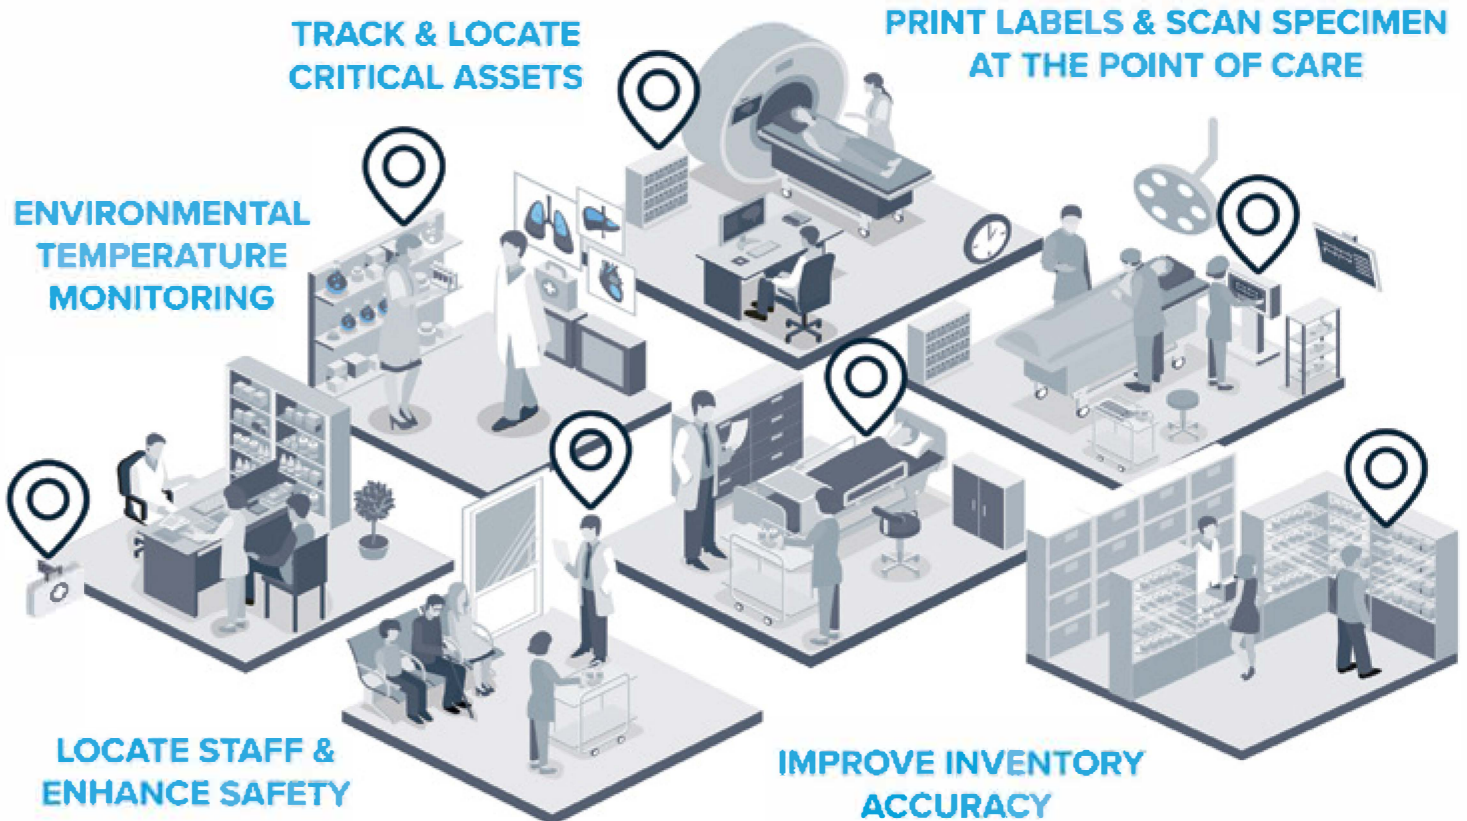 TRACK & LOCATE
CRITICAL ASSETS
PRINT LABELS & SCAN SPECIMEN
AT THE POINT OF CARE
ENVIRONMENTAL
TEMPERATURE
MONITORING
LOCATE STAFF &
ENHANCE SAFETY
IMPROVE INVENTORY
ACCURACY